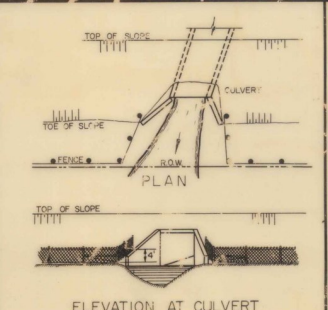 TOP OF SLOPE
CULVERT
TOE OF SLOPE
FENCE
R.O.W.
PLAN
TOP OF SLOPE
4'
ELEVATION AT CULVERT